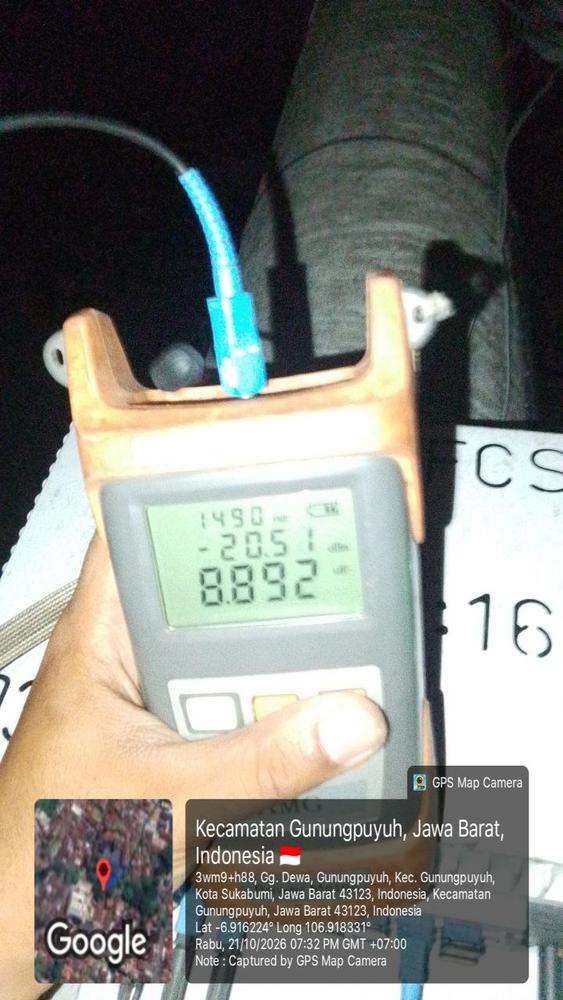 1490 nm
-20.51 dBm
8.892 uW
FCS
:16
GPS Map Camera
Kecamatan Gunungpuyuh, Jawa Barat,
Indonesia 🇮🇩
3wm9+h88, Gg. Dewa, Gunungpuyuh, Kec. Gunungpuyuh,
Kota Sukabumi, Jawa Barat 43123, Indonesia, Kecamatan
Gunungpuyuh, Jawa Barat 43123, Indonesia
Lat -6.916224° Long 106.918331°
Rabu, 21/10/2026 07:32 PM GMT +07:00
Note : Captured by GPS Map Camera
Google